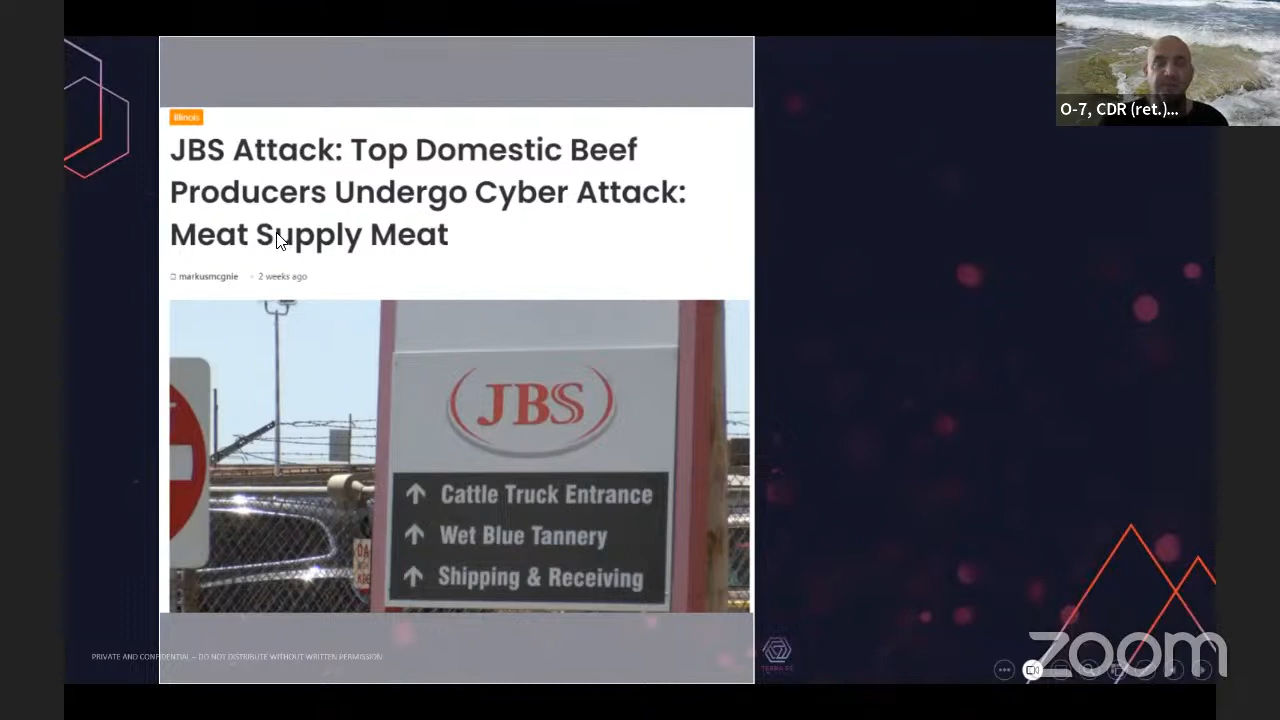 O-7, CDR (ret.)...
Illinois
JBS Attack: Top Domestic Beef
Producers Undergo Cyber Attack:
Meat Supply Meat
markusmcgnie
2 weeks ago
JBS
Cattle Truck Entrance
Wet Blue Tannery
Shipping & Receiving
PRIVATE AND CONFIDENTIAL – DO NOT DISTRIBUTE WITHOUT WRITTEN PERMISSION
zoom